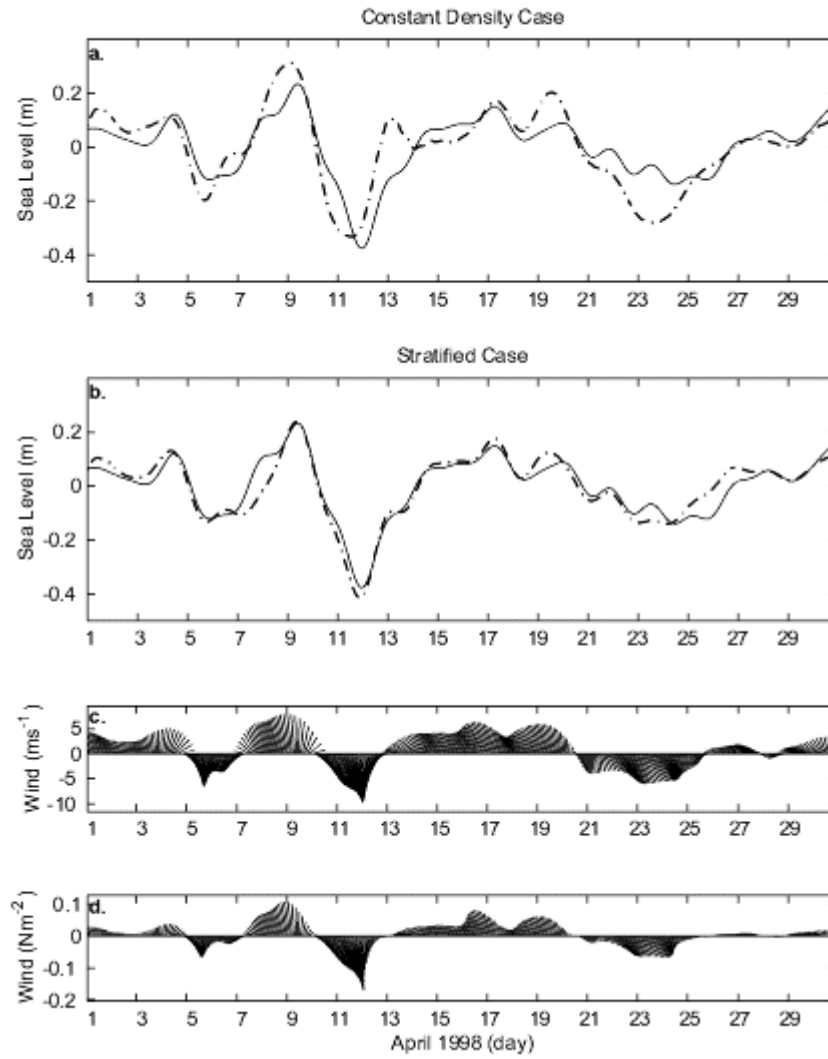 Constant Density Case
a.
0.2
0
-0.2
-0.4
Sea Level (m)
1 3 5 7 9 11 13 15 17 19 21 23 25 27 29
Stratified Case
b.
0.2
0
-0.2
-0.4
Sea Level (m)
1 3 5 7 9 11 13 15 17 19 21 23 25 27 29
c.
5
0
-5
-10
Wind (ms⁻¹)
1 3 5 7 9 11 13 15 17 19 21 23 25 27 29
d.
0.1
0
-0.1
-0.2
Wind (Nm⁻²)
1 3 5 7 9 11 13 15 17 19 21 23 25 27 29
April 1998 (day)